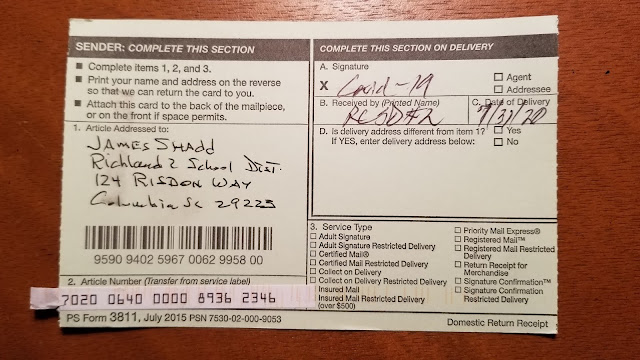 SENDER: COMPLETE THIS SECTION
■ Complete items 1, 2, and 3.
■ Print your name and address on the reverse
so that we can return the card to you.
■ Attach this card to the back of the mailpiece,
or on the front if space permits.
1. Article Addressed to:
JAMES SHADD
Richland 2 School Dist.
124 RISDON WAY
Columbia SC 29223
9590 9402 5967 0062 9958 00
2. Article Number (Transfer from service label)
7020 0640 0000 8936 2346
PS Form 3811, July 2015 PSN 7530-02-000-9053
COMPLETE THIS SECTION ON DELIVERY
A. Signature
X Covid-19
☐ Agent
☐ Addressee
B. Received by (Printed Name)
RCSD#2
C. Date of Delivery
7/31/20
D. Is delivery address different from item 1? ☐ Yes
If YES, enter delivery address below: ☐ No
3. Service Type
☐ Adult Signature
☐ Adult Signature Restricted Delivery
☐ Certified Mail®
☐ Certified Mail Restricted Delivery
☐ Collect on Delivery
☐ Collect on Delivery Restricted Delivery
Insured Mail
Insured Mail Restricted Delivery
(over $500)
☐ Priority Mail Express®
☐ Registered Mail™
☐ Registered Mail Restricted
Delivery
☐ Return Receipt for
Merchandise
☐ Signature Confirmation™
☐ Signature Confirmation
Restricted Delivery
Domestic Return Receipt